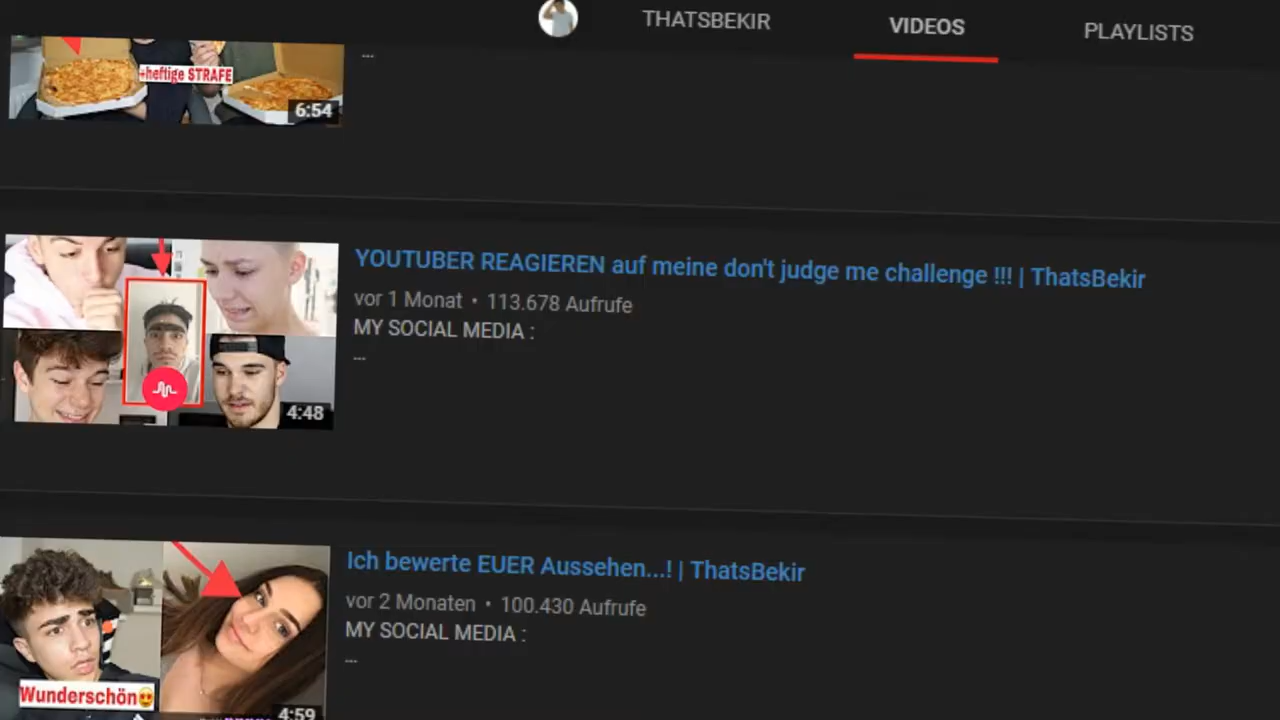 THATSBEKIR
VIDEOS
PLAYLISTS
...
+heftige STRAFE
6:54
YOUTUBER REAGIEREN auf meine don't judge me challenge !!! | ThatsBekir
vor 1 Monat • 113.678 Aufrufe
MY SOCIAL MEDIA :
...
4:48
Ich bewerte EUER Aussehen...! | ThatsBekir
vor 2 Monaten • 100.430 Aufrufe
MY SOCIAL MEDIA :
...
Wunderschön😍
4:59